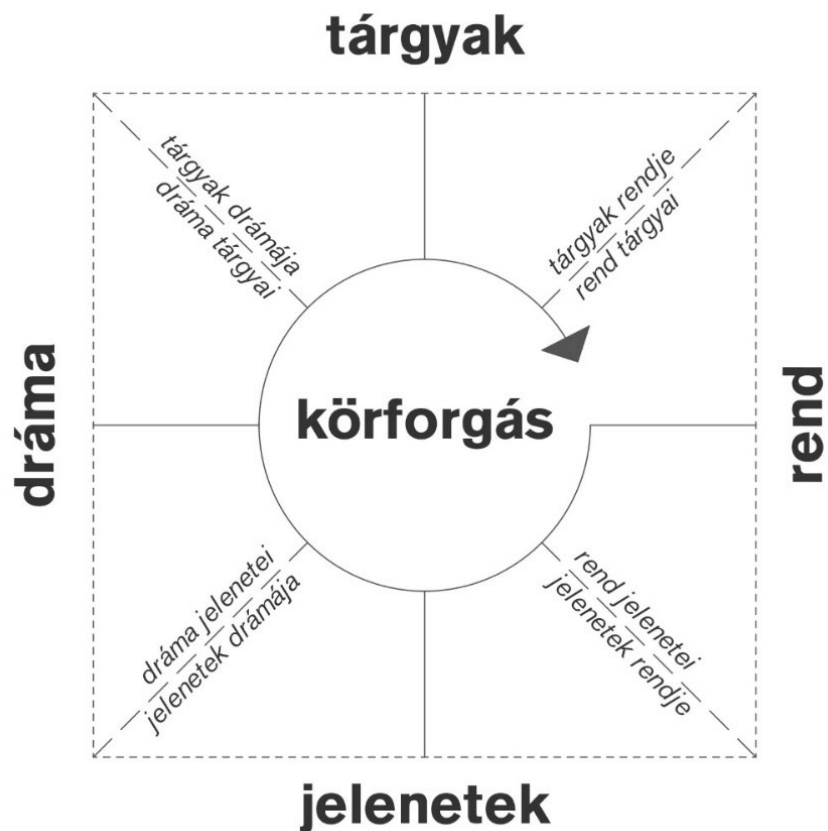 tárgyak
tárgyak drámája
dráma tárgyai
tárgyak rendje
rend tárgyai
dráma
körforgás
rend
dráma jelenetei
jelenetek drámája
rend jelenetei
jelenetek rendje
jelenetek